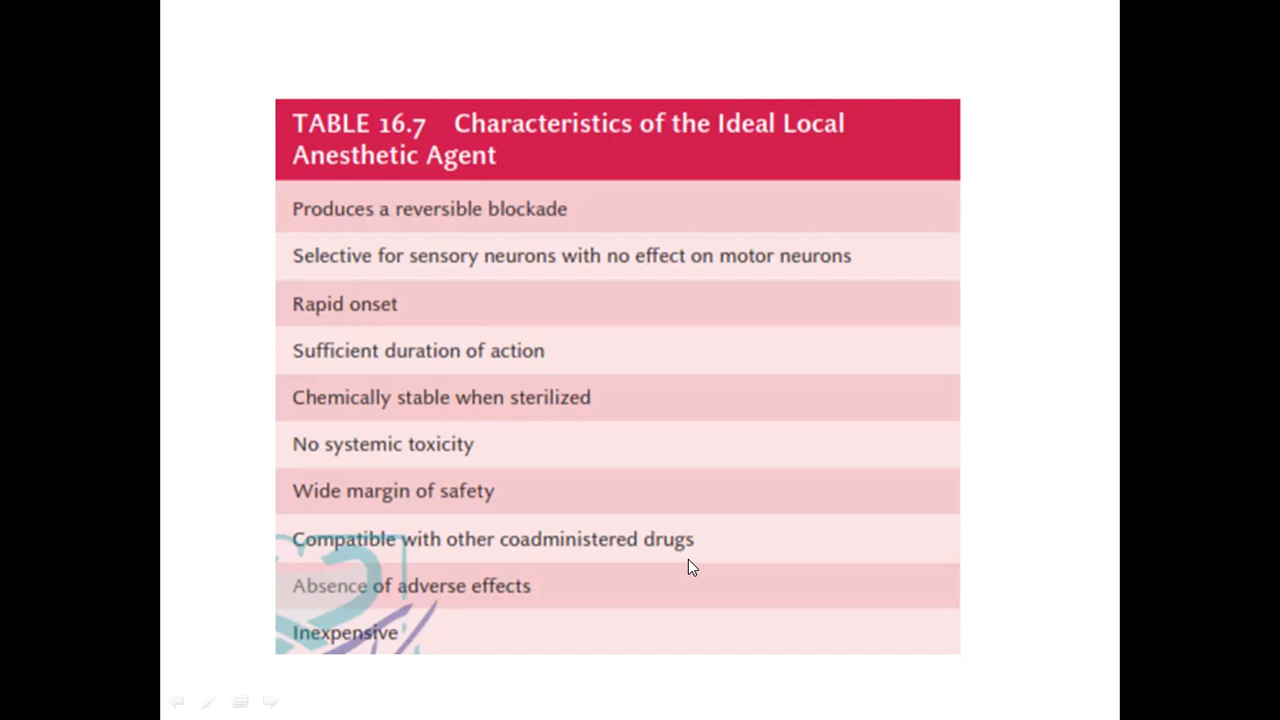 TABLE 16.7 Characteristics of the Ideal Local
Anesthetic Agent
Produces a reversible blockade
Selective for sensory neurons with no effect on motor neurons
Rapid onset
Sufficient duration of action
Chemically stable when sterilized
No systemic toxicity
Wide margin of safety
Compatible with other coadministered drugs
Absence of adverse effects
Inexpensive